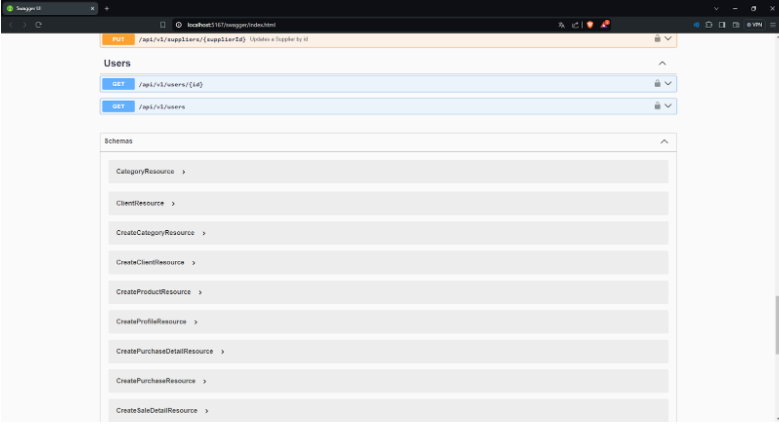 Swagger UI
localhost:5167/swagger/index.html
VPN
PUT /api/v1/suppliers/{supplierId} Updates a Supplier by id
Users
GET /api/v1/users/{id}
GET /api/v1/users
Schemas
CategoryResource
ClientResource
CreateCategoryResource
CreateClientResource
CreateProductResource
CreateProfileResource
CreatePurchaseDetailResource
CreatePurchaseResource
CreateSaleDetailResource